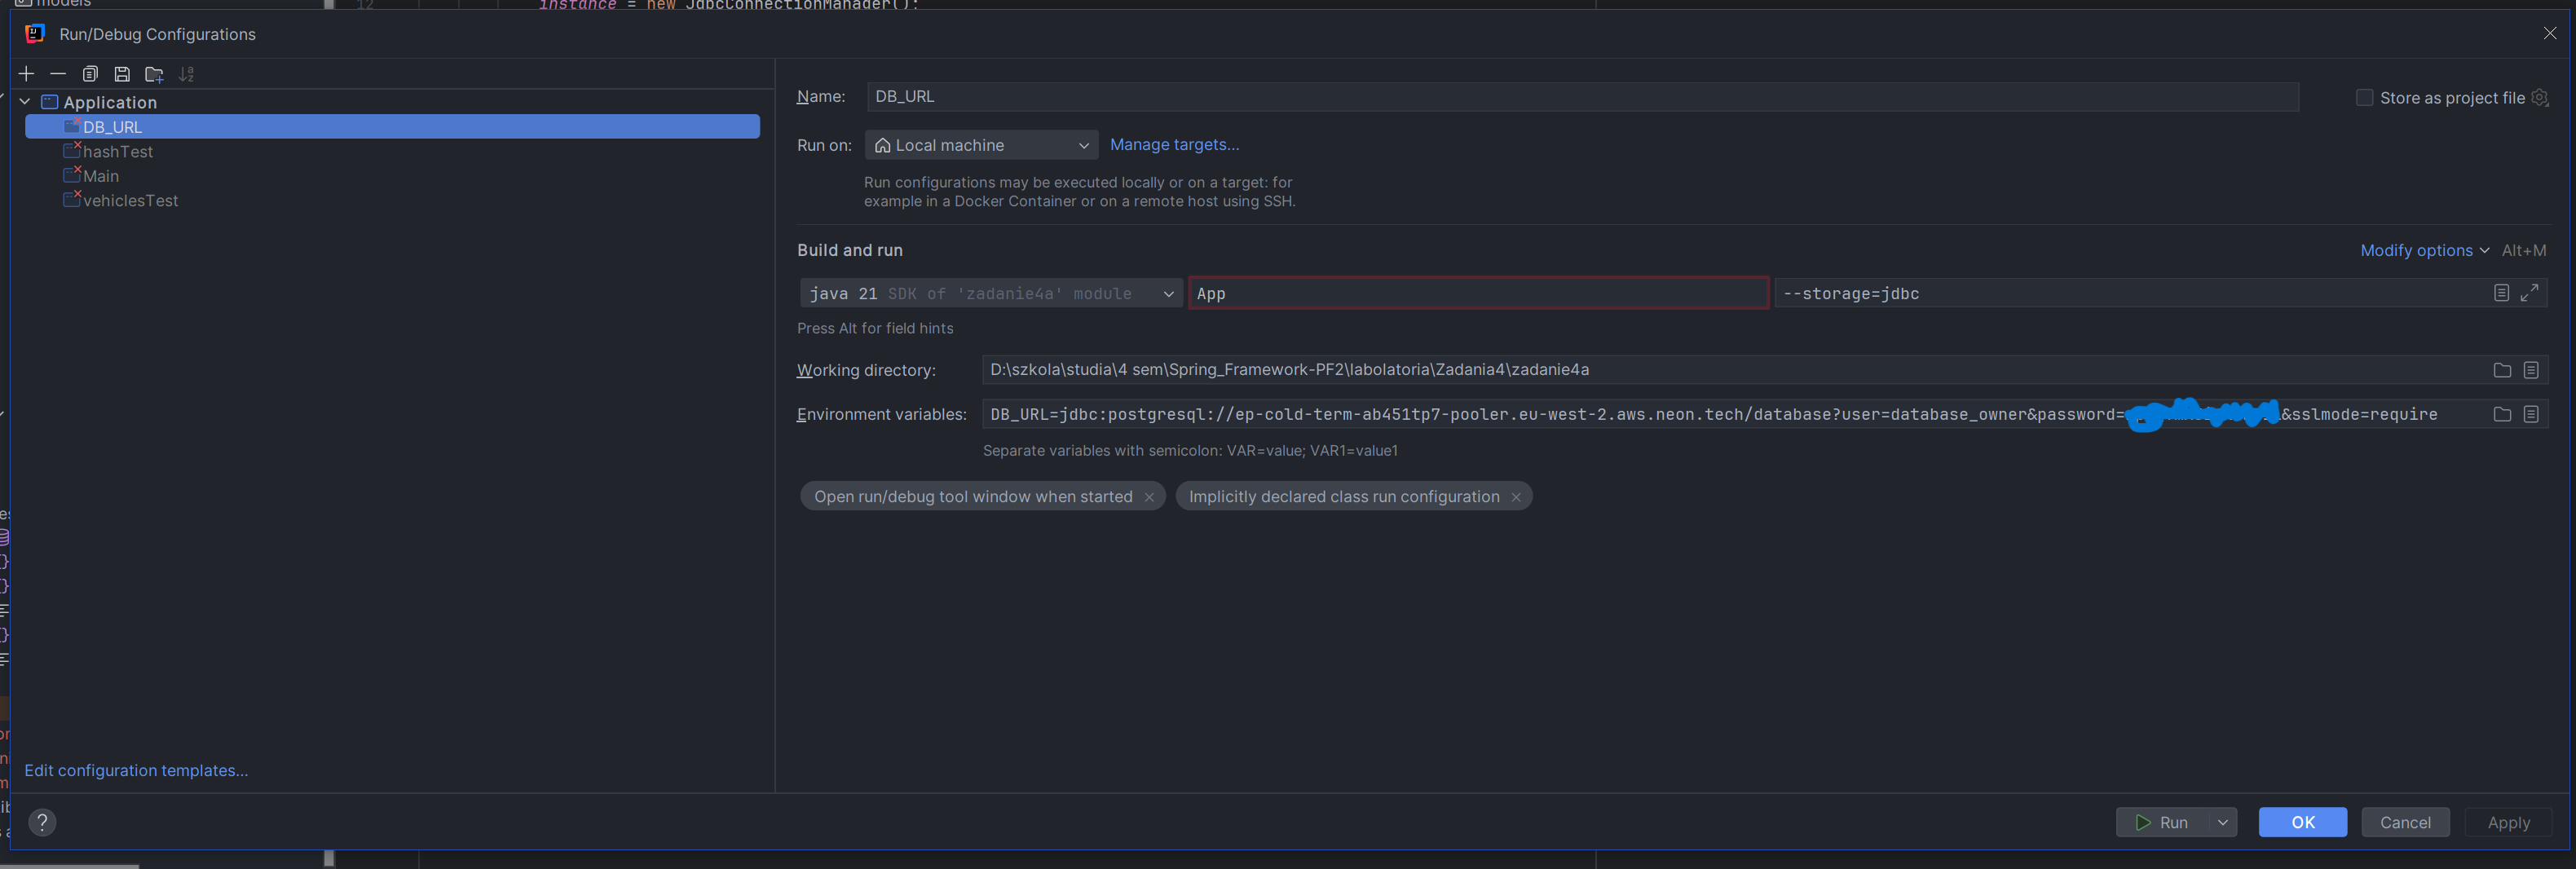 models
12
instance = new JdbcConnectionManager();
Run/Debug Configurations
Application
DB_URL
hashTest
Main
vehiclesTest
Edit configuration templates...
?
Name:
DB_URL
Store as project file
Run on:
Local machine
Manage targets...
Run configurations may be executed locally or on a target: for
example in a Docker Container or on a remote host using SSH.
Build and run
Modify options
Alt+M
java 21 SDK of 'zadanie4a' module
App
--storage=jdbc
Press Alt for field hints
Working directory:
D:\szkola\studia\4 sem\Spring_Framework-PF2\labolatoria\Zadania4\zadanie4a
Environment variables:
DB_URL=jdbc:postgresql://ep-cold-term-ab451tp7-pooler.eu-west-2.aws.neon.tech/database?user=database_owner&password= &sslmode=require
Separate variables with semicolon: VAR=value; VAR1=value1
Open run/debug tool window when started
Implicitly declared class run configuration
Run
OK
Cancel
Apply